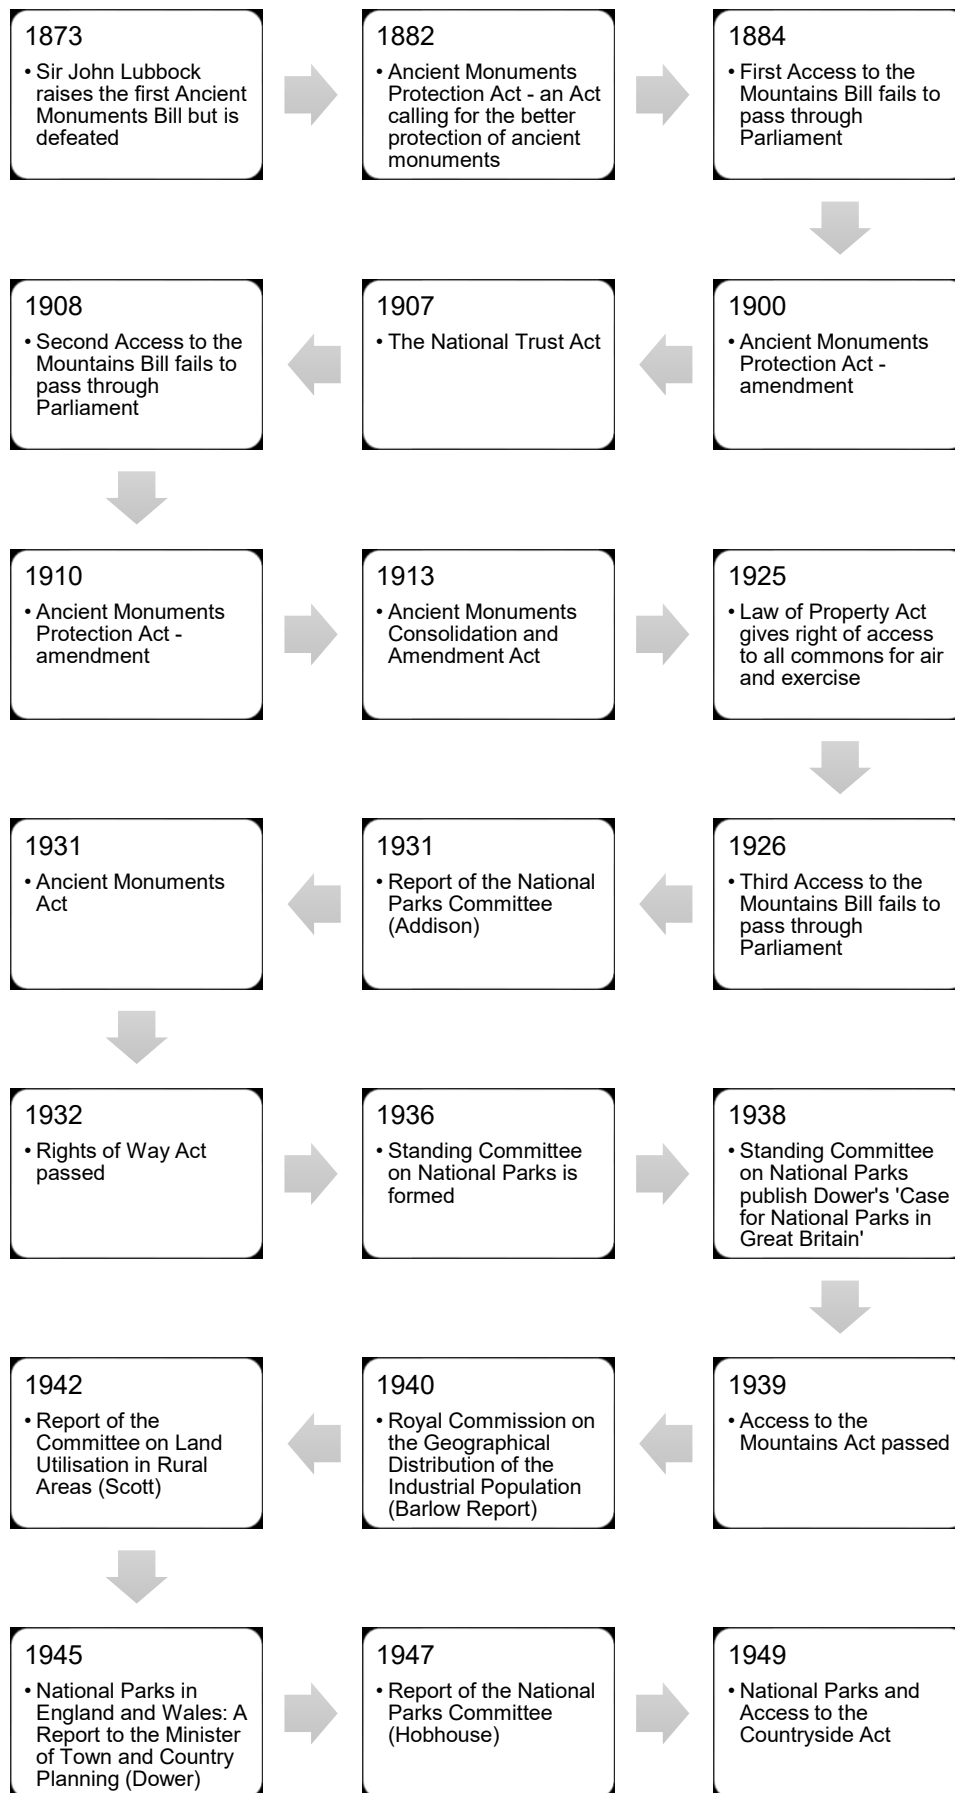 1873
• Sir John Lubbock
raises the first Ancient
Monuments Bill but is
defeated
1882
• Ancient Monuments
Protection Act - an Act
calling for the better
protection of ancient
monuments
1884
• First Access to the
Mountains Bill fails to
pass through
Parliament
1900
• Ancient Monuments
Protection Act -
amendment
1907
• The National Trust Act
1908
• Second Access to the
Mountains Bill fails to
pass through
Parliament
1910
• Ancient Monuments
Protection Act -
amendment
1913
• Ancient Monuments
Consolidation and
Amendment Act
1925
• Law of Property Act
gives right of access
to all commons for air
and exercise
1926
• Third Access to the
Mountains Bill fails to
pass through
Parliament
1931
• Report of the National
Parks Committee
(Addison)
1931
• Ancient Monuments
Act
1932
• Rights of Way Act
passed
1936
• Standing Committee
on National Parks is
formed
1938
• Standing Committee
on National Parks
publish Dower's 'Case
for National Parks in
Great Britain'
1939
• Access to the
Mountains Act passed
1940
• Royal Commission on
the Geographical
Distribution of the
Industrial Population
(Barlow Report)
1942
• Report of the
Committee on Land
Utilisation in Rural
Areas (Scott)
1945
• National Parks in
England and Wales: A
Report to the Minister
of Town and Country
Planning (Dower)
1947
• Report of the National
Parks Committee
(Hobhouse)
1949
• National Parks and
Access to the
Countryside Act